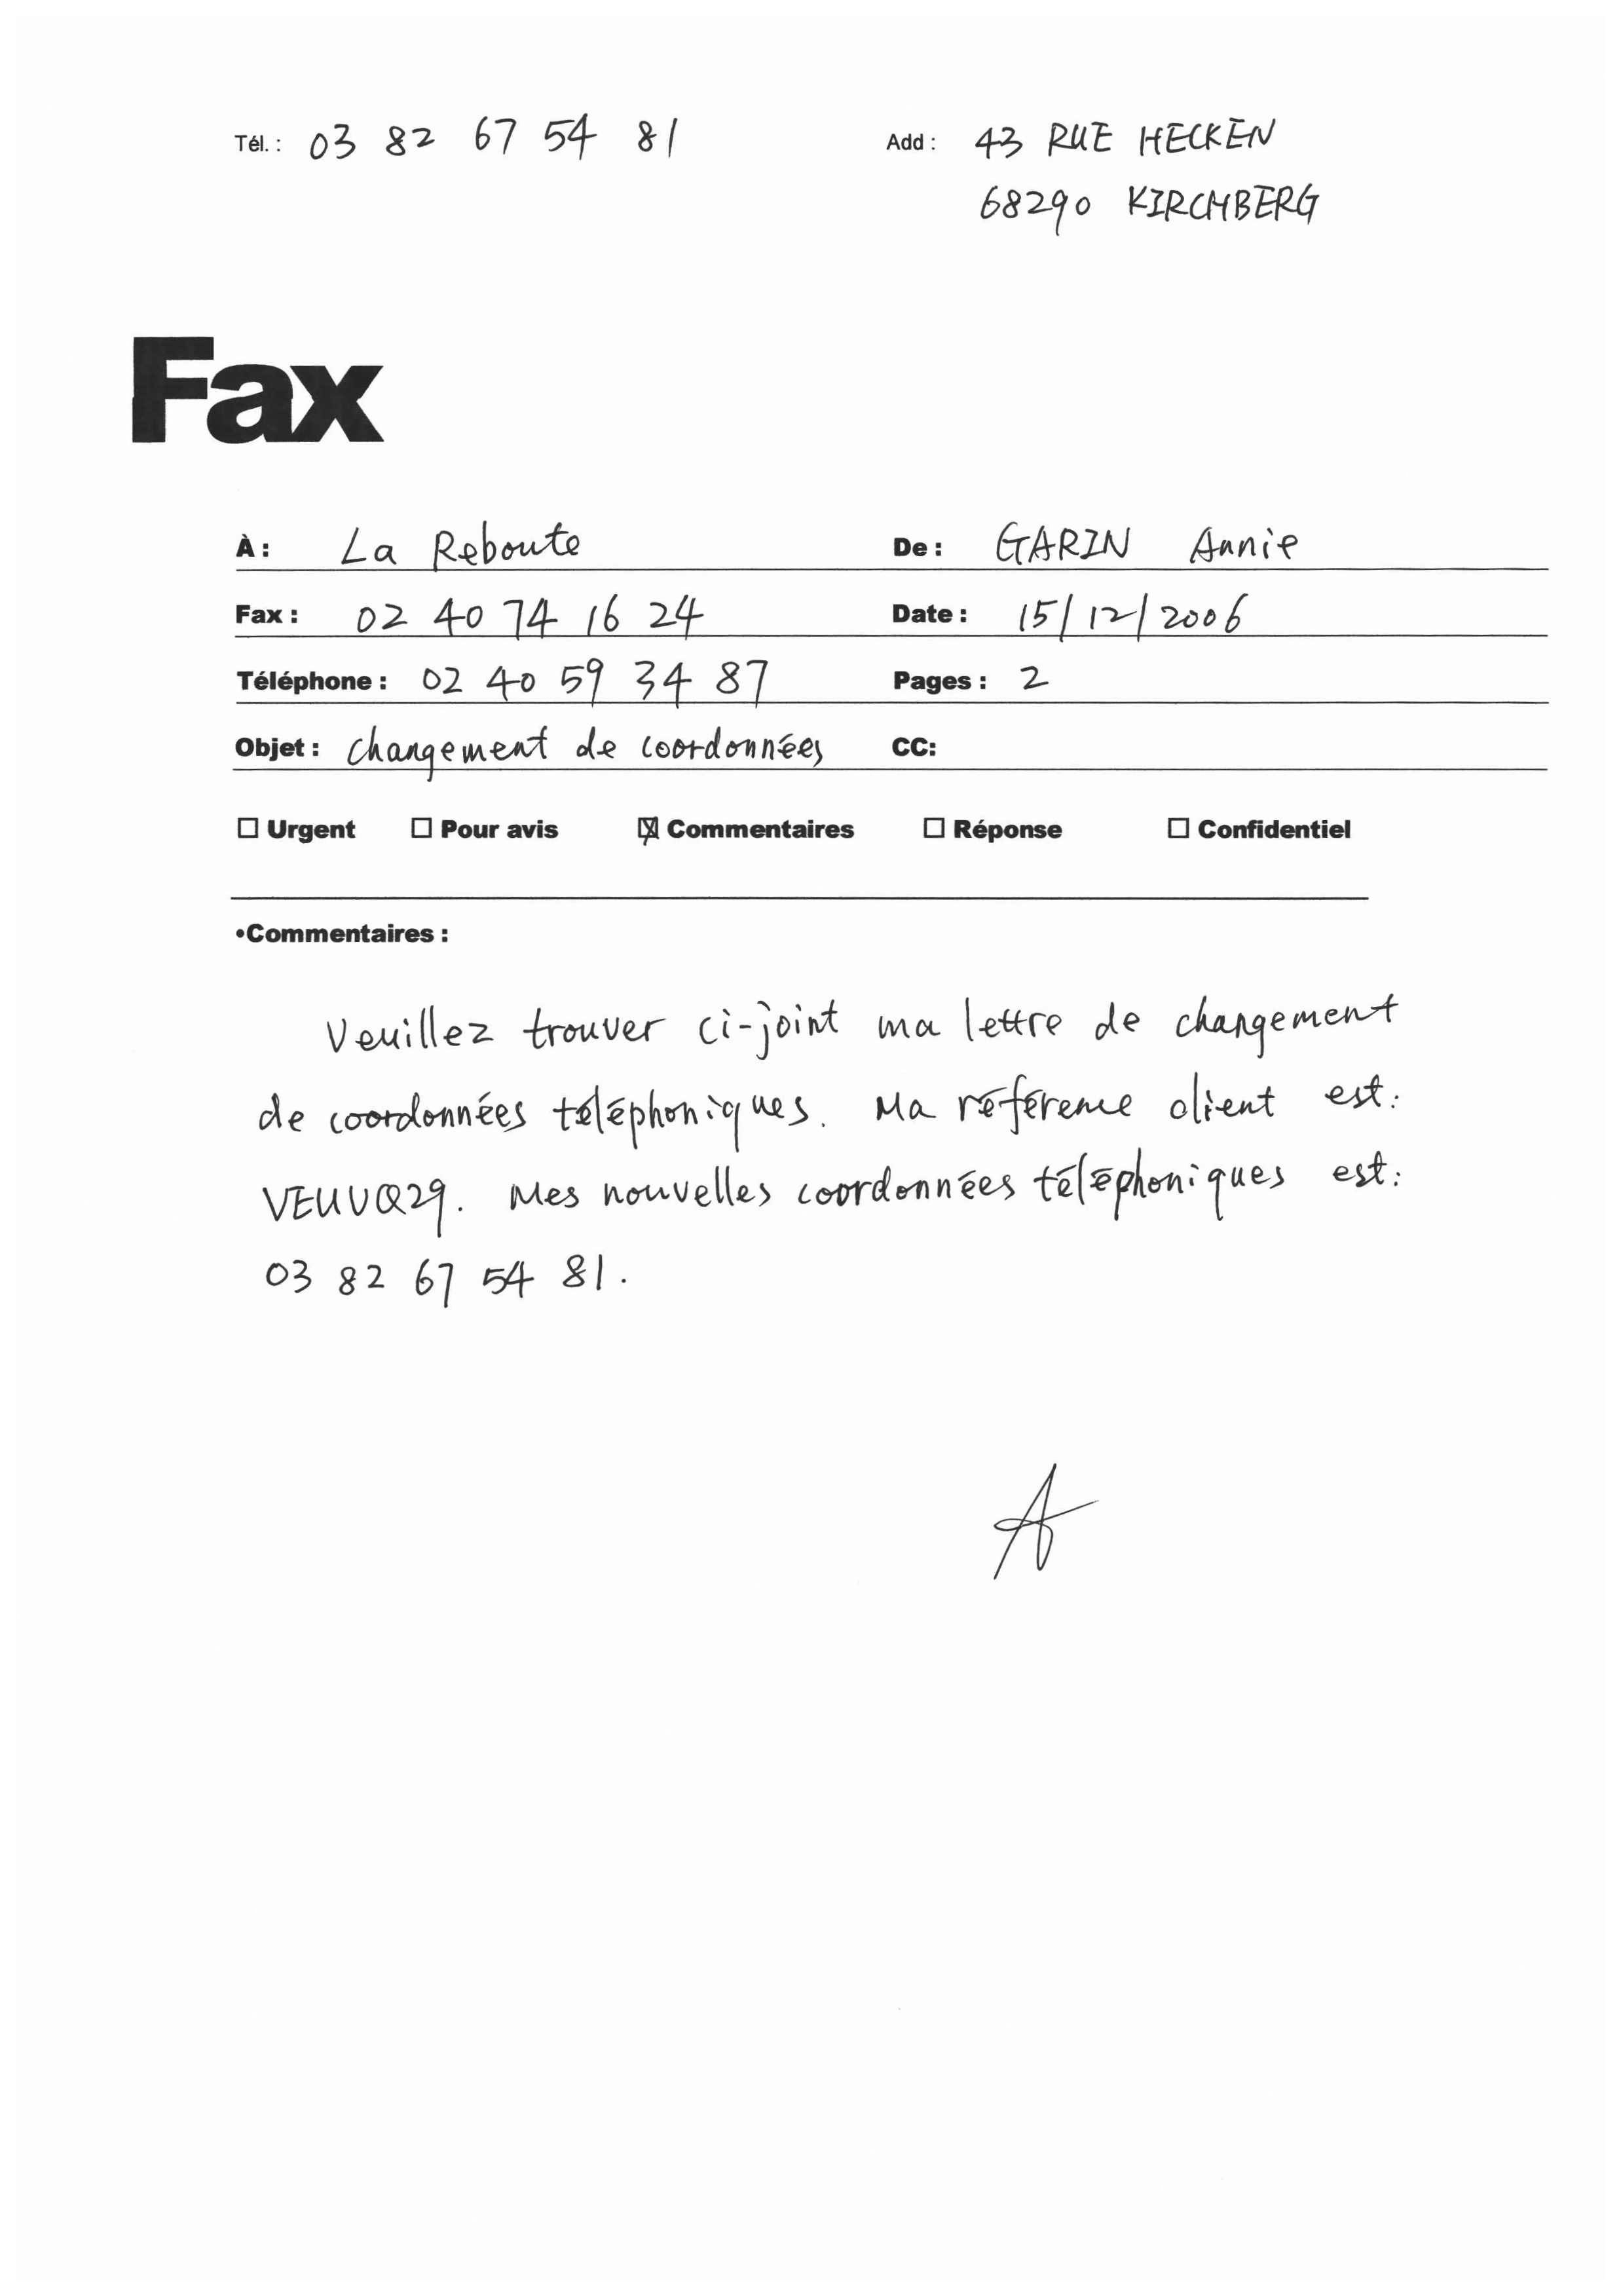 Tél. : 03 82 67 54 81 Add : 43 RUE HECKEN
68290 KIRCHBERG
Fax
À : La Reboute De : GARIN Annie
Fax : 02 40 74 16 24 Date : 15/12/2006
Téléphone : 02 40 59 34 87 Pages : 2
Objet : changement de coordonnées CC:
☐ Urgent ☐ Pour avis ☒ Commentaires ☐ Réponse ☐ Confidentiel
•Commentaires :
Veuillez trouver ci-joint ma lettre de changement
de coordonnées téléphoniques. Ma référence client est :
VEUVQ29. Mes nouvelles coordonnées téléphoniques est :
03 82 67 54 81.
A